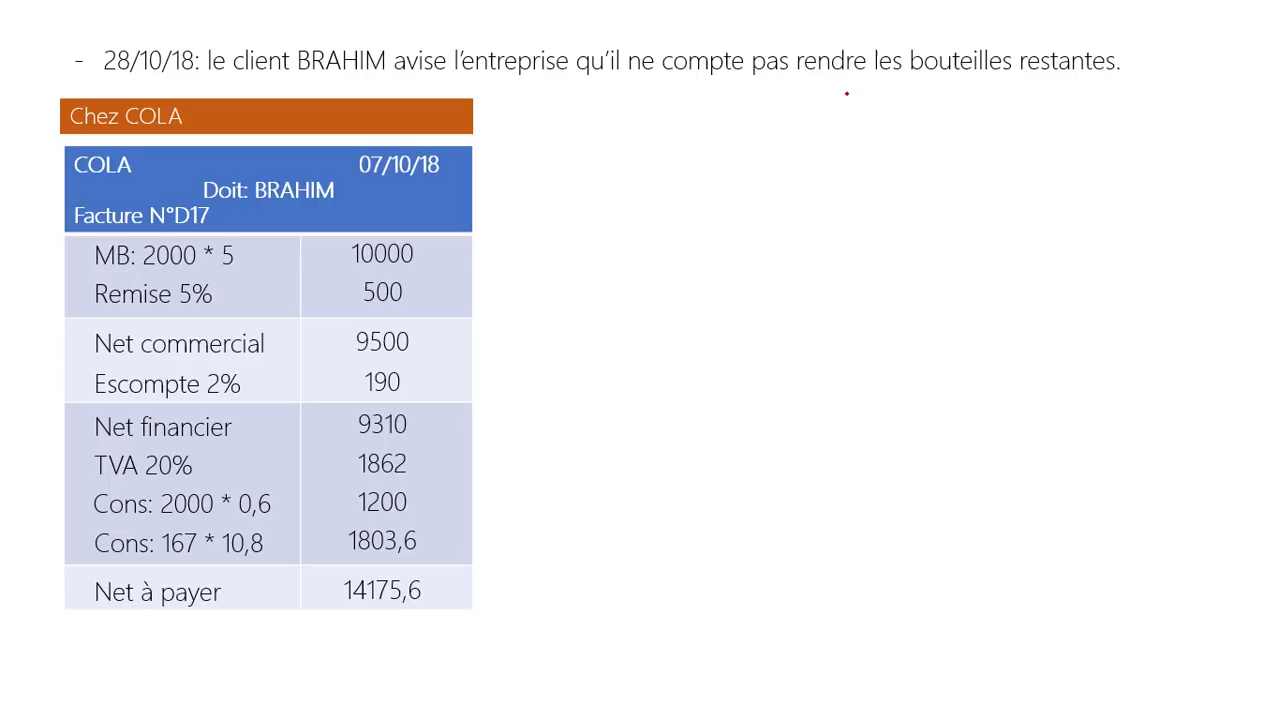 - 28/10/18: le client BRAHIM avise l’entreprise qu’il ne compte pas rendre les bouteilles restantes.
Chez COLA
COLA 07/10/18
Doit: BRAHIM
Facture N°D17
MB: 2000 * 5 10000
Remise 5% 500
Net commercial 9500
Escompte 2% 190
Net financier 9310
TVA 20% 1862
Cons: 2000 * 0,6 1200
Cons: 167 * 10,8 1803,6
Net à payer 14175,6